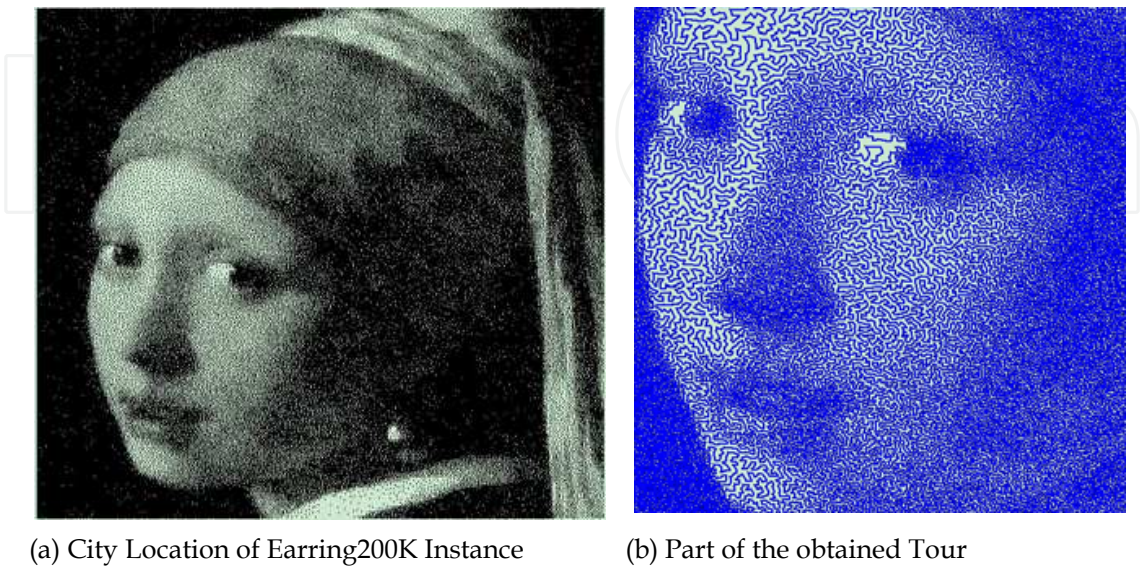 (a) City Location of Earring200K Instance
(b) Part of the obtained Tour